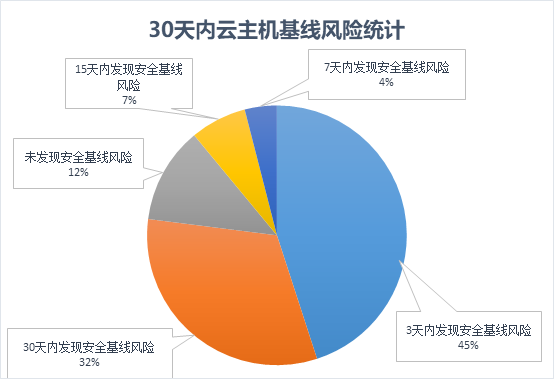 30天内云主机基线风险统计
15天内发现安全基线
风险
7%
7天内发现安全基线风险
4%
未发现安全基线风险
12%
3天内发现安全基线风险
45%
30天内发现安全基线风险
32%